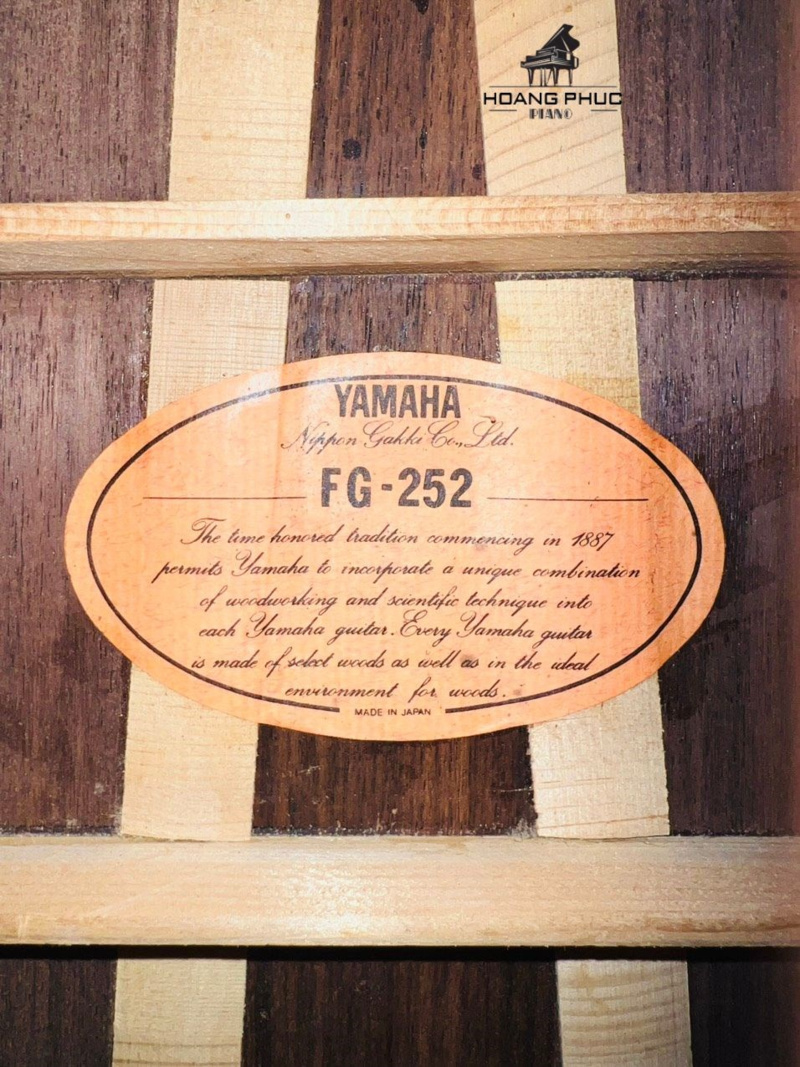 HOANG PHUC
PIANO
YAMAHA
Nippon Gakki Co., Ltd.
FG-252
The time honored tradition commencing in 1887
permits Yamaha to incorporate a unique combination
of woodworking and scientific technique into
each Yamaha guitar. Every Yamaha guitar
is made of select woods as well as in the ideal
environment for woods.
MADE IN JAPAN